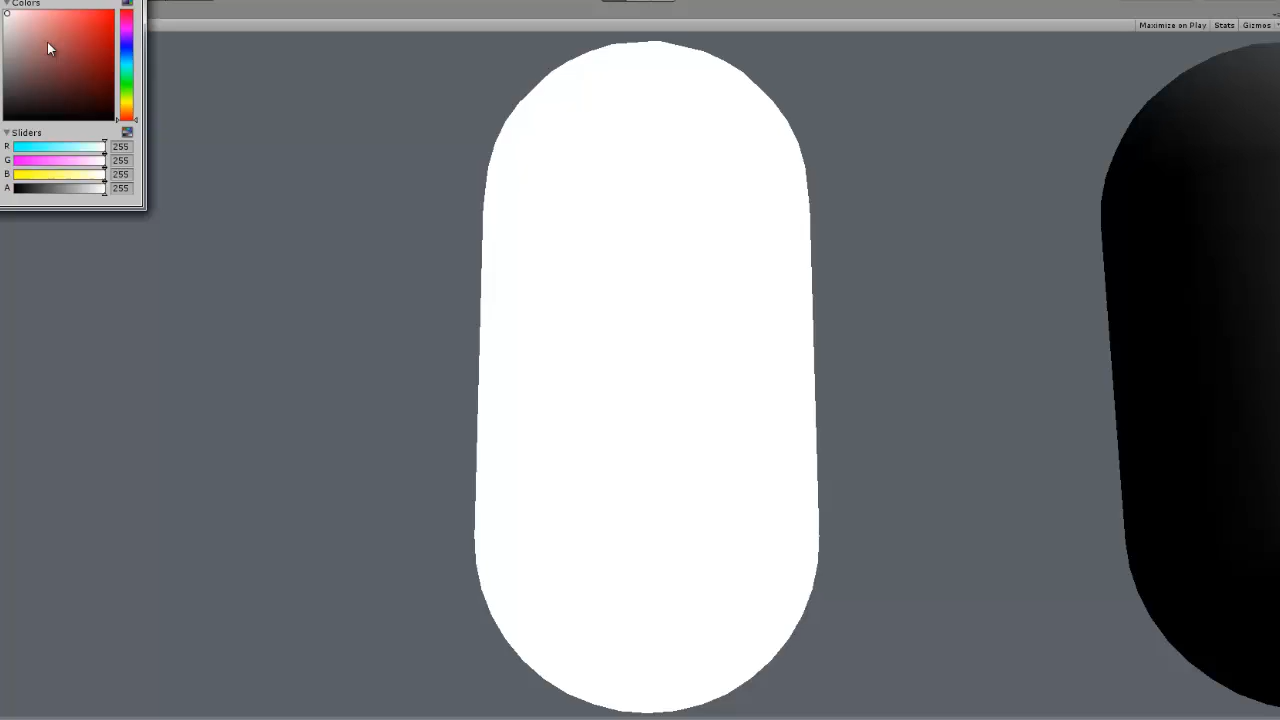 Colors
Maximize on Play Stats Gizmos
Sliders
R 255
G 255
B 255
A 255